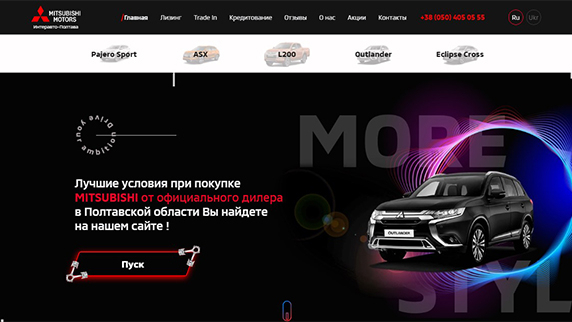 MITSUBISHI
MOTORS
Интеравто-Полтава
/Главная Лизинг Trade In Кредитование Отзывы О нас Акции Контакты +38 (050) 405 05 55 Ru Ukr
Pajero Sport ASX L200 Outlander Eclipse Cross
Drive your ambition
MORE
Лучшие условия при покупке
MITSUBISHI от официального дилера
в Полтавской области Вы найдете
на нашем сайте !
OUTLANDER
Пуск
STYL